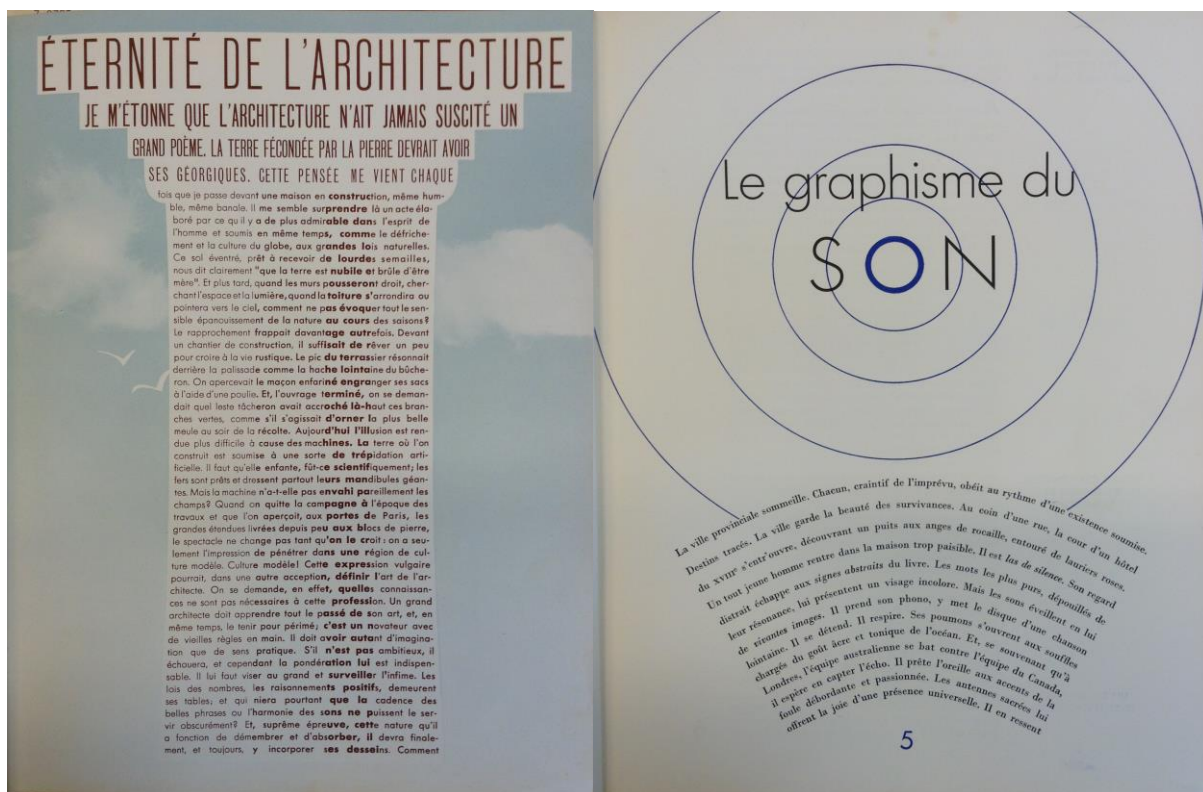 ÉTERNITÉ DE L'ARCHITECTURE
JE M'ÉTONNE QUE L'ARCHITECTURE N'AIT JAMAIS SUSCITÉ UN
GRAND POÈME. LA TERRE FÉCONDÉE PAR LA PIERRE DEVRAIT AVOIR
SES GÉORGIQUES. CETTE PENSÉE ME VIENT CHAQUE
fois que je passe devant une maison en construction, même hum-
ble, même banale. Il me semble surprendre là un acte éla-
boré par ce qu'il y a de plus admirable dans l'esprit de
l'homme et soumis en même temps, comme le défriche-
ment et la culture du globe, aux grandes lois naturelles.
Ce sol éventré, prêt à recevoir de lourdes semailles,
nous dit clairement "que la terre est nubile et brûle d'être
mère". Et plus tard, quand les murs pousseront droit, cher-
chant l'espace et la lumière, quand la toiture s'arrondira ou
pointera vers le ciel, comment ne pas évoquer tout le sen-
sible épanouissement de la nature au cours des saisons?
Le rapprochement frappait davantage autrefois. Devant
un chantier de construction, il suffisait de rêver un peu
pour croire à la vie rustique. Le pic du terrassier résonnait
derrière la palissade comme la hache lointaine du bûche-
ron. On apercevait le maçon enfariné engranger ses sacs
à l'aide d'une poulie. Et, l'ouvrage terminé, on se deman-
dait quel leste tâcheron avait accroché là-haut ces bran-
ches vertes, comme s'il s'agissait d'orner la plus belle
meule au soir de la récolte. Aujourd'hui l'illusion est ren-
due plus difficile à cause des machines. La terre où l'on
construit est soumise à une sorte de trépidation arti-
ficielle. Il faut qu'elle enfante, fût-ce scientifiquement; les
fers sont prêts et dressent partout leurs mandibules géan-
tes. Mais la machine n'a-t-elle pas envahi pareillement les
champs? Quand on quitte la campagne à l'époque des
travaux et que l'on aperçoit, aux portes de Paris, les
grandes étendues livrées depuis peu aux blocs de pierre,
le spectacle ne change pas tant qu'on le croit: on a seu-
lement l'impression de pénétrer dans une région de cul-
ture modèle. Culture modèle! Cette expression vulgaire
pourrait, dans une autre acception, définir l'art de l'ar-
chitecte. On se demande, en effet, quelles connaissan-
ces ne sont pas nécessaires à cette profession. Un grand
architecte doit apprendre tout le passé de son art, et, en
même temps, le tenir pour périmé; c'est un novateur avec
de vieilles règles en main. Il doit avoir autant d'imagina-
tion que de sens pratique. S'il n'est pas ambitieux, il
échouera, et cependant la pondération lui est indispen-
sable. Il lui faut viser au grand et surveiller l'infime. Les
lois des nombres, les raisonnements positifs, demeurent
ses tables; et qui niera pourtant que la cadence des
belles phrases ou l'harmonie des sons ne puissent le ser-
vir obscurément? Et, suprême épreuve, cette nature qu'il
a fonction de démembrer et d'absorber, il devra finale-
ment, et toujours, y incorporer ses desseins. Comment
Le graphisme du
SON
La ville provinciale sommeille. Chacun, craintif de l'imprévu, obéit au rythme d'une existence soumise.
Destins tracés. La ville garde la beauté des survivances. Au coin d'une rue, la cour d'un hôtel
du XVIIIe s'entr'ouvre, découvrant un puits aux anges de rocaille, entouré de lauriers roses.
Un tout jeune homme rentre dans la maison trop paisible. Il est las de silence. Son regard
distrait échappe aux signes abstraits du livre. Les mots les plus purs, dépouillés de
leur résonance, lui présentent un visage incolore. Mais les sons éveillent en lui
de vivantes images. Il prend son phono, y met le disque d'une chanson
lointaine. Il se détend. Il respire. Ses poumons s'ouvrent aux souffles
chargés du goût âcre et tonique de l'océan. Et, se souvenant qu'à
Londres, l'équipe australienne se bat contre l'équipe du Canada,
il espère en capter l'écho. Il prête l'oreille aux accents de la
foule débordante et passionnée. Les antennes sacrées lui
offrent la joie d'une présence universelle. Il en ressent
5